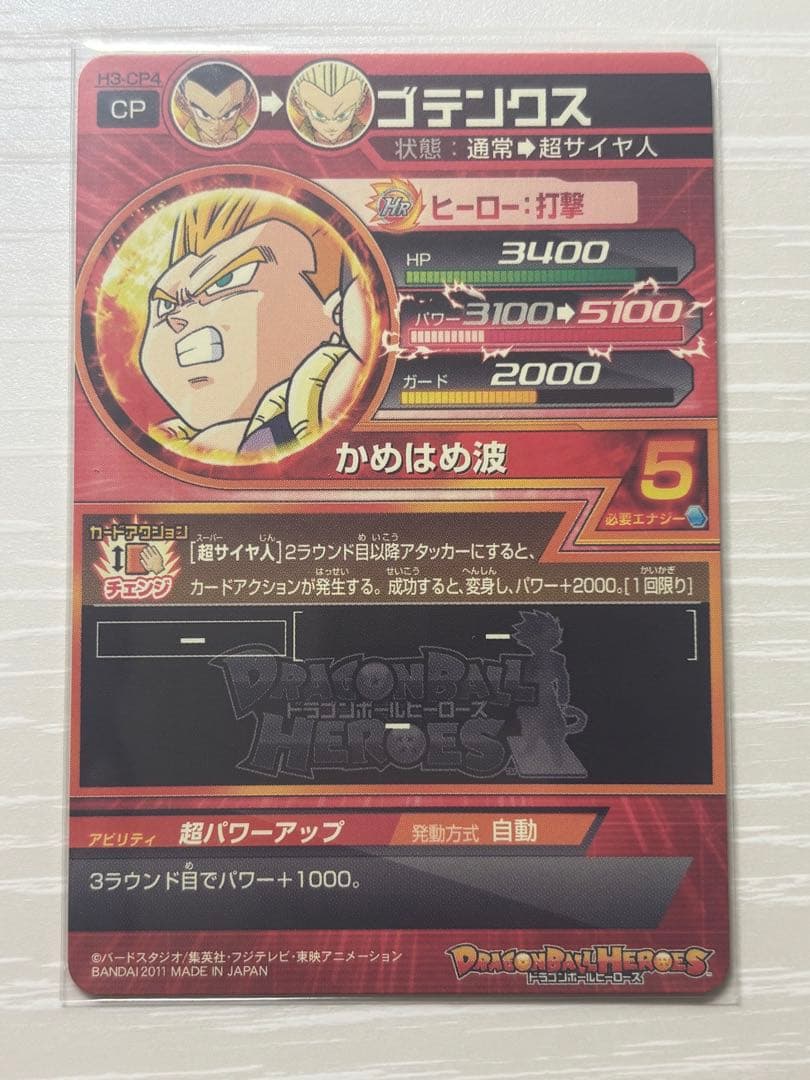 H3-CP4
CP
ゴテンクス
状態：通常➡超サイヤ人
HR ヒーロー：打撃
HP 3400
パワー 3100➡5100
ガード 2000
かめはめ波
5
必要エナジー
カードアクション
チェンジ
スーパー じん めいこう
[超サイヤ人]2ラウンド目以降アタッカーにすると、
はっせい せいこう へんしん かいかぎ
カードアクションが発生する。成功すると、変身し、パワー＋2000。[1回限り]
ー
ー
DRAGONBALL
ドラゴンボールヒーローズ
ー
HEROES
アビリティ 超パワーアップ 発動方式 自動
め
3ラウンド目でパワー＋1000。
©バードスタジオ/集英社・フジテレビ・東映アニメーション
BANDAI 2011 MADE IN JAPAN
DRAGONBALL HEROES
ドラゴンボールヒーローズ